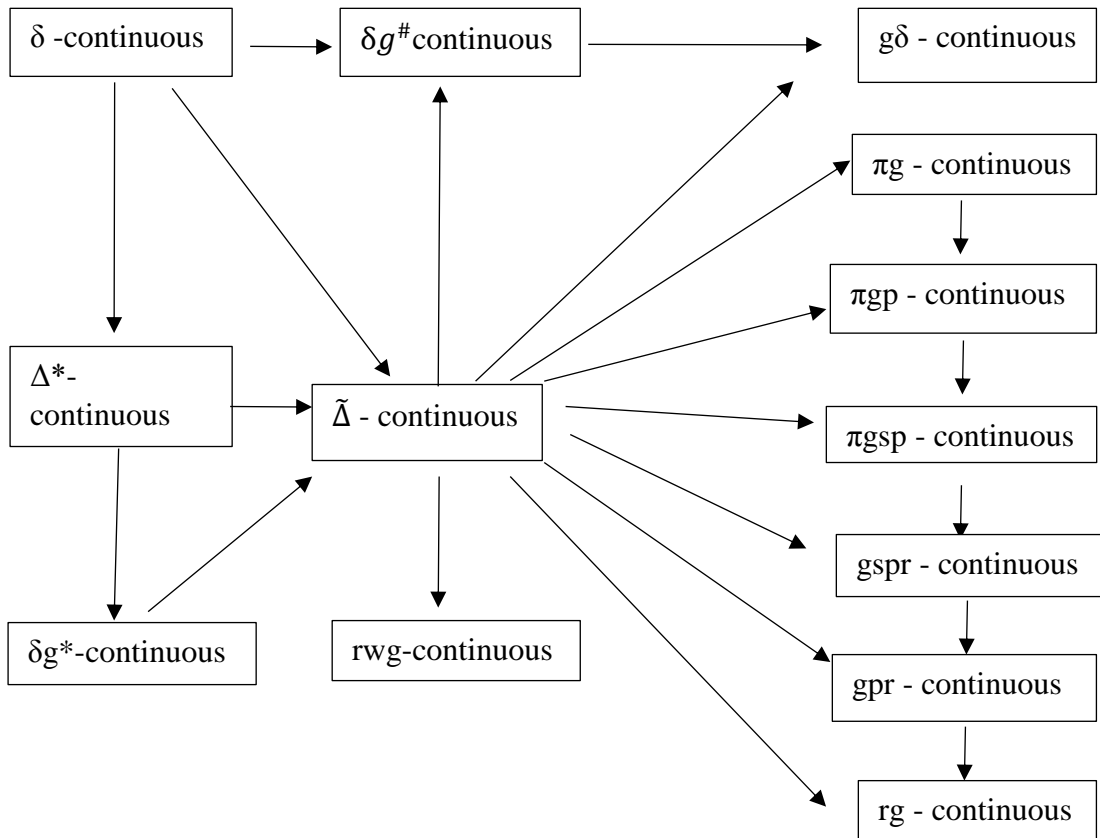 δ -continuous
δg# continuous
gδ - continuous
πg - continuous
πgp - continuous
Δ*-
continuous
Δ̃ - continuous
πgsp - continuous
gspr - continuous
δg*-continuous
rwg-continuous
gpr - continuous
rg - continuous